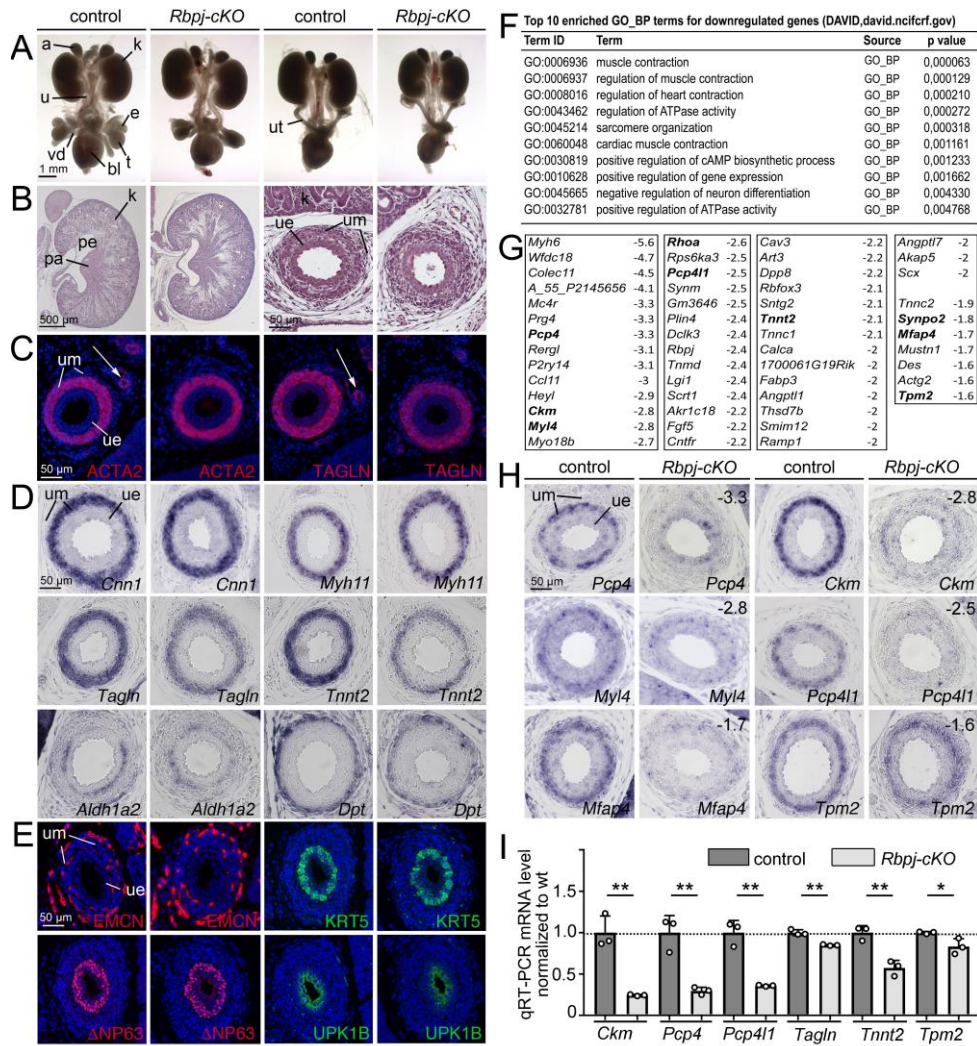 control Rbpj-cKO control Rbpj-cKO
A
a
k
u
e
vd
t
bl
1 mm
ut
B
k
pe
pa
500 µm
k
ue
um
50 µm
C
um
ue
50 µm
ACTA2
ACTA2
TAGLN
TAGLN
D
um
ue
50 µm
Cnn1
Cnn1
Myh11
Myh11
Tagln
Tagln
Tnnt2
Tnnt2
Aldh1a2
Aldh1a2
Dpt
Dpt
E
um
ue
50 µm
EMCN
EMCN
KRT5
KRT5
ΔNP63
ΔNP63
UPK1B
UPK1B
F
Top 10 enriched GO_BP terms for downregulated genes (DAVID,david.ncifcrf.gov)
Term ID Term Source p value
GO:0006936 muscle contraction GO_BP 0,000063
GO:0006937 regulation of muscle contraction GO_BP 0,000129
GO:0008016 regulation of heart contraction GO_BP 0,000210
GO:0043462 regulation of ATPase activity GO_BP 0,000272
GO:0045214 sarcomere organization GO_BP 0,000318
GO:0060048 cardiac muscle contraction GO_BP 0,001161
GO:0030819 positive regulation of cAMP biosynthetic process GO_BP 0,001233
GO:0010628 positive regulation of gene expression GO_BP 0,001662
GO:0045665 negative regulation of neuron differentiation GO_BP 0,004330
GO:0032781 positive regulation of ATPase activity GO_BP 0,004768
G
Myh6 -5.6
Wfdc18 -4.7
Colec11 -4.5
A_55_P2145656 -4.1
Mc4r -3.3
Prg4 -3.3
Pcp4 -3.3
Rergl -3.1
P2ry14 -3.1
Ccl11 -3
Heyl -2.9
Ckm -2.8
Myl4 -2.8
Myo18b -2.7
Rhoa -2.6
Rps6ka3 -2.5
Pcp4l1 -2.5
Synm -2.5
Gm3646 -2.5
Plin4 -2.4
Dclk3 -2.4
Rbpj -2.4
Tnmd -2.4
Lgi1 -2.4
Scrt1 -2.4
Akr1c18 -2.2
Fgf5 -2.2
Cntfr -2.2
Cav3 -2.2
Art3 -2.2
Dpp8 -2.2
Rbfox3 -2.1
Sntg2 -2.1
Tnnt2 -2.1
Tnnc1 -2.1
Calca -2
1700061G19Rik -2
Fabp3 -2
Angptl1 -2
Thsd7b -2
Smim12 -2
Ramp1 -2
Angptl7 -2
Akap5 -2
Scx -2
Tnnc2 -1.9
Synpo2 -1.8
Mfap4 -1.7
Mustn1 -1.7
Des -1.6
Actg2 -1.6
Tpm2 -1.6
H
control Rbpj-cKO control Rbpj-cKO
um
ue
50 µm
Pcp4
-3.3
Pcp4
Ckm
-2.8
Ckm
Myl4
-2.8
Myl4
Pcp4l1
-2.5
Pcp4l1
Mfap4
-1.7
Mfap4
Tpm2
-1.6
Tpm2
I
control Rbpj-cKO
qRT-PCR mRNA level
normalized to wt
1.5
1.0
0.5
0
** ** ** ** ** *
Ckm Pcp4 Pcp4l1 Tagln Tnnt2 Tpm2